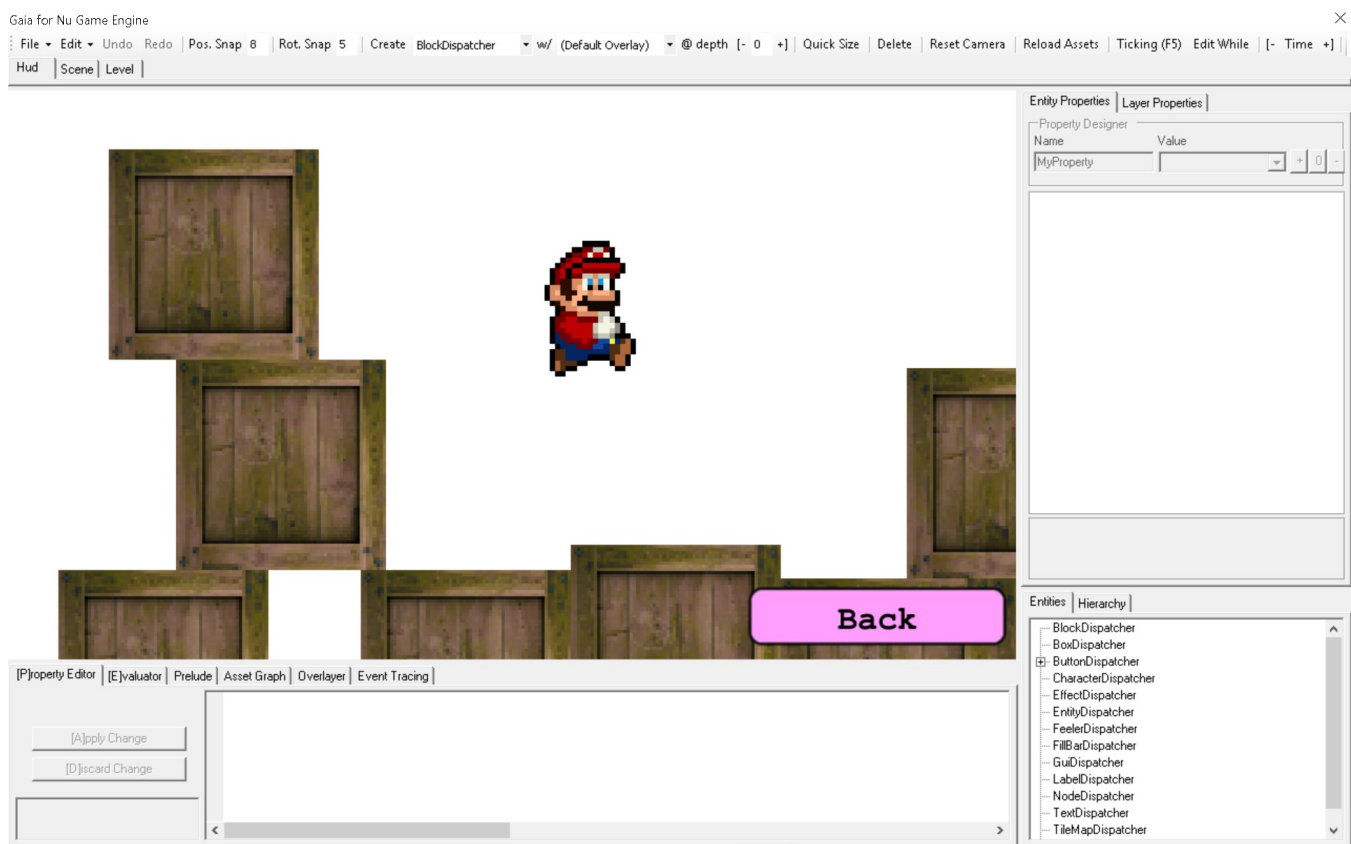 Gaia for Nu Game Engine
File Edit Undo Redo Pos. Snap 8 Rot. Snap 5 Create BlockDispatcher w/ (Default Overlay) @ depth [- 0 +] Quick Size Delete Reset Camera Reload Assets Ticking (F5) Edit While [- Time +]
Hud Scene Level
Entity Properties Layer Properties
Property Designer
Name Value
MyProperty + 0 -
Back
Entities Hierarchy
BlockDispatcher
BoxDispatcher
ButtonDispatcher
CharacterDispatcher
EffectDispatcher
EntityDispatcher
FeelerDispatcher
FillBarDispatcher
GuiDispatcher
LabelDispatcher
NodeDispatcher
TextDispatcher
TileMapDispatcher
[P]roperty Editor [E]valuator Prelude Asset Graph Overlayer Event Tracing
[A]pply Change
[D]iscard Change